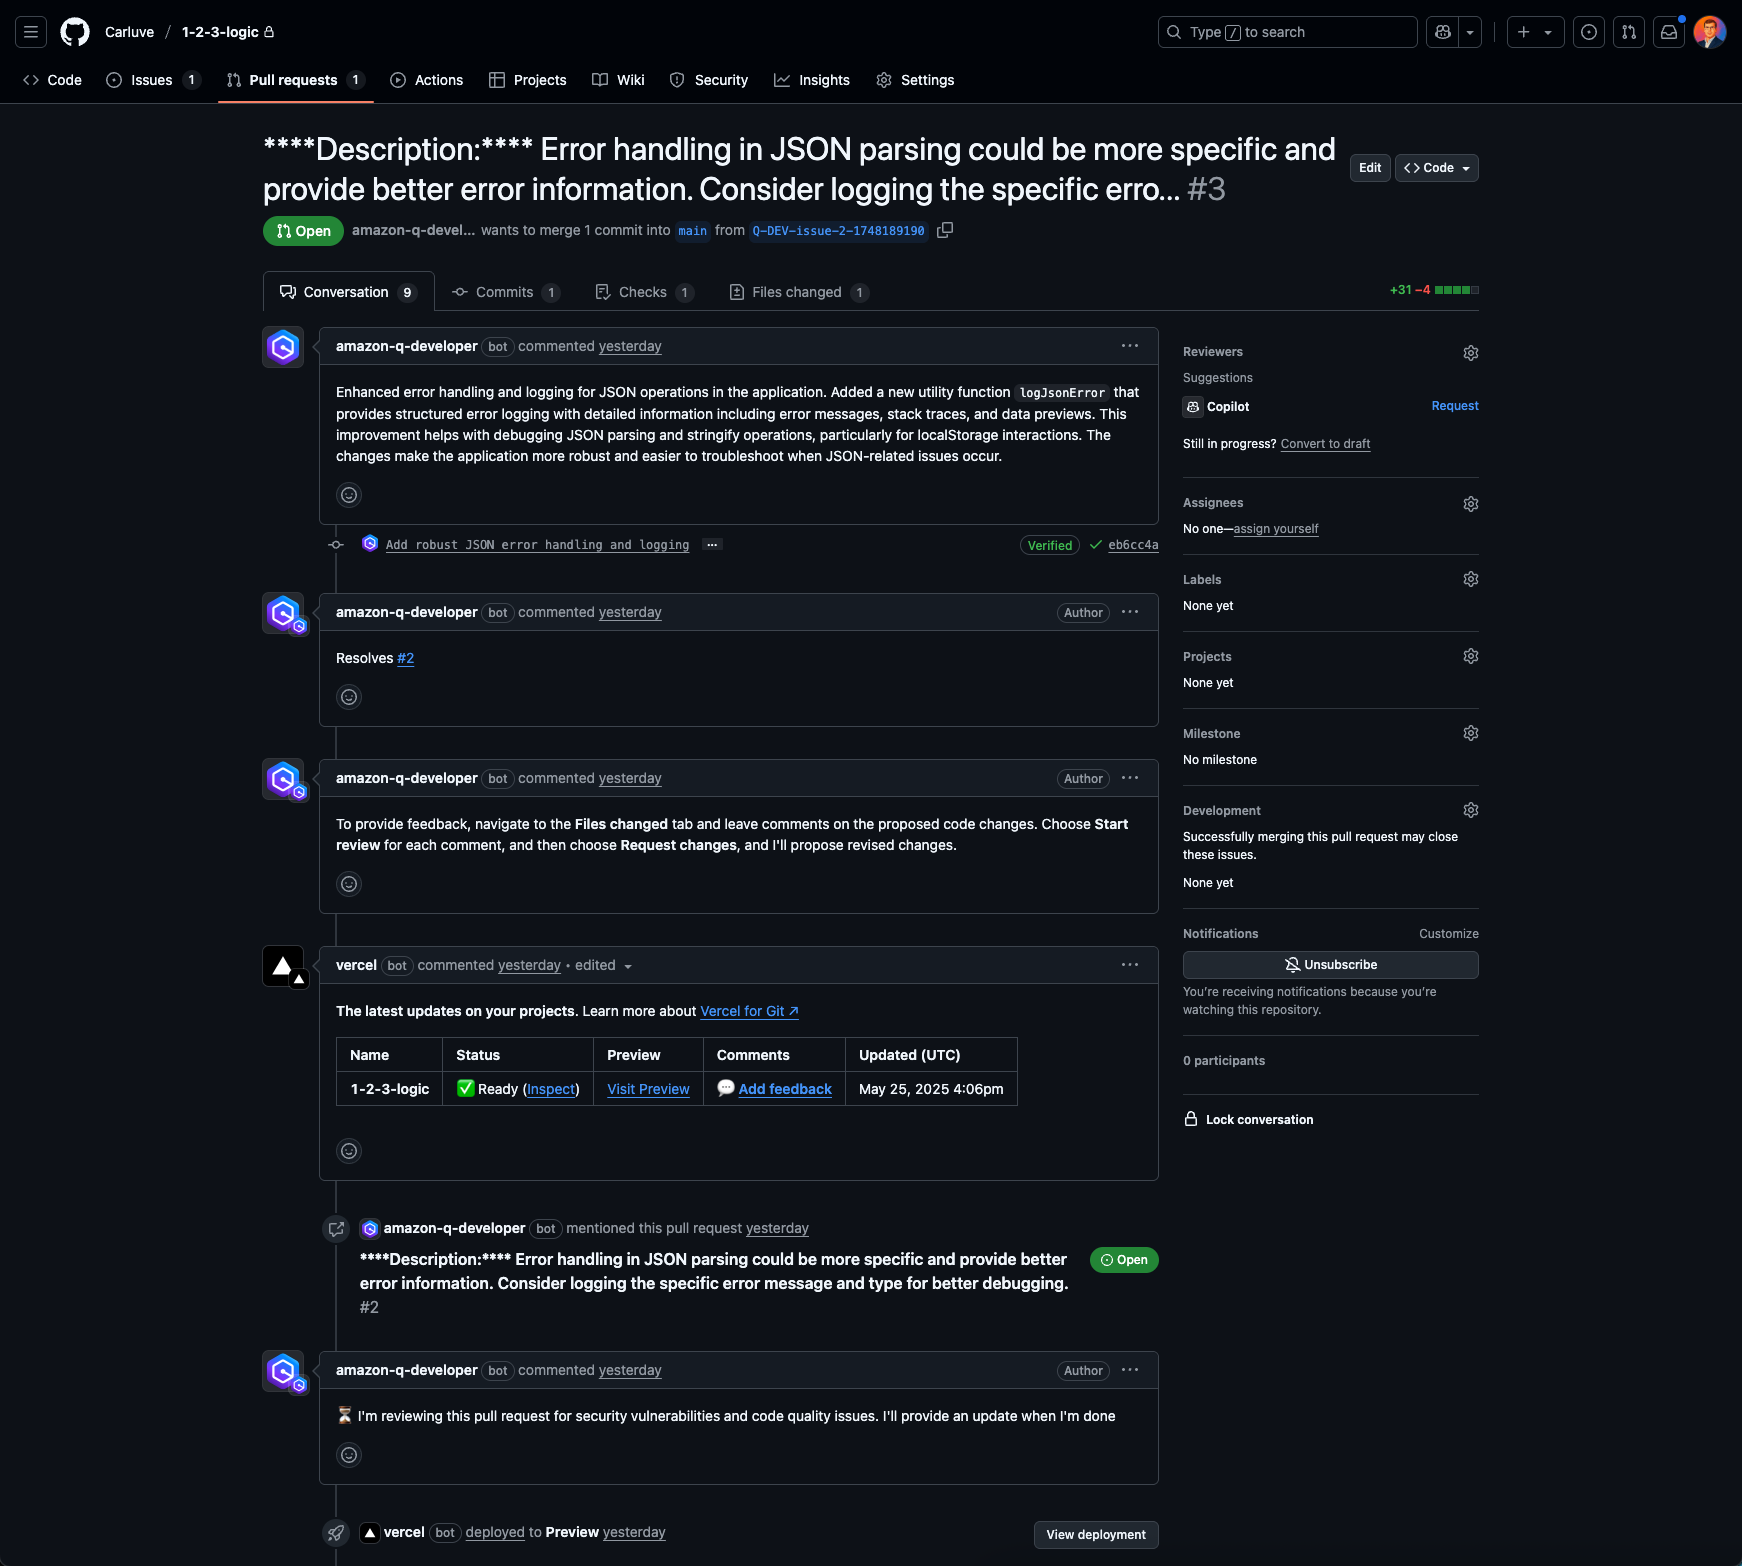 Carluve / 1-2-3-logic
Type / to search
Code Issues 1 Pull requests 1 Actions Projects Wiki Security Insights Settings
****Description:**** Error handling in JSON parsing could be more specific and
provide better error information. Consider logging the specific erro... #3
Edit Code
Open amazon-q-devel... wants to merge 1 commit into main from Q-DEV-issue-2-1748189190
Conversation 9 Commits 1 Checks 1 Files changed 1
+31 −4
amazon-q-developer bot commented yesterday
Enhanced error handling and logging for JSON operations in the application. Added a new utility function logJsonError that
provides structured error logging with detailed information including error messages, stack traces, and data previews. This
improvement helps with debugging JSON parsing and stringify operations, particularly for localStorage interactions. The
changes make the application more robust and easier to troubleshoot when JSON-related issues occur.
Add robust JSON error handling and logging ... Verified eb6cc4a
amazon-q-developer bot commented yesterday Author
Resolves #2
amazon-q-developer bot commented yesterday Author
To provide feedback, navigate to the Files changed tab and leave comments on the proposed code changes. Choose Start
review for each comment, and then choose Request changes, and I'll propose revised changes.
vercel bot commented yesterday • edited
The latest updates on your projects. Learn more about Vercel for Git ↗
Name Status Preview Comments Updated (UTC)
1-2-3-logic ✅ Ready (Inspect) Visit Preview 💬 Add feedback May 25, 2025 4:06pm
amazon-q-developer bot mentioned this pull request yesterday
****Description:**** Error handling in JSON parsing could be more specific and provide better
error information. Consider logging the specific error message and type for better debugging.
#2
Open
amazon-q-developer bot commented yesterday Author
⏳ I'm reviewing this pull request for security vulnerabilities and code quality issues. I'll provide an update when I'm done
vercel bot deployed to Preview yesterday
View deployment
Reviewers
Suggestions
Copilot Request
Still in progress? Convert to draft
Assignees
No one—assign yourself
Labels
None yet
Projects
None yet
Milestone
No milestone
Development
Successfully merging this pull request may close
these issues.
None yet
Notifications Customize
Unsubscribe
You're receiving notifications because you're
watching this repository.
0 participants
Lock conversation